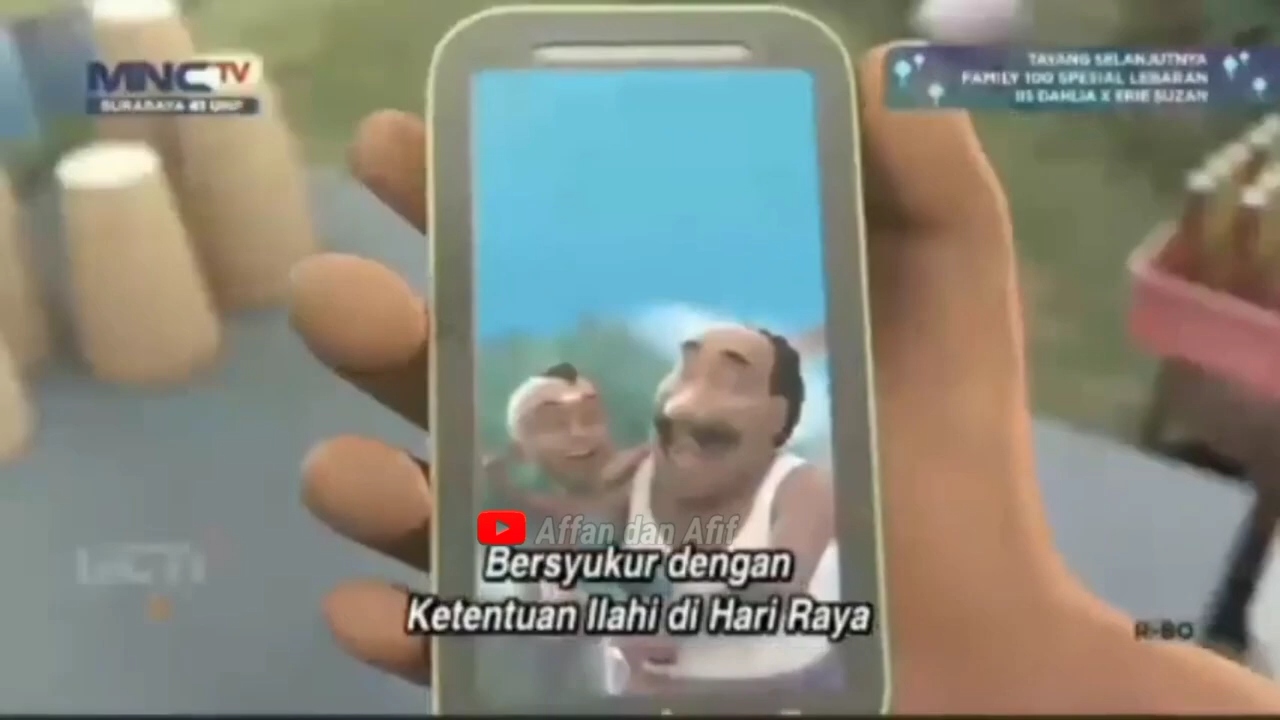 MNCTV
SURABAYA 41 UHF
TAYANG SELANJUTNYA
FAMILY 100 SPESIAL LEBARAN
IIS DAHLIA X ERIE SUZAN
Affan dan Afif
Bersyukur dengan
Ketentuan Ilahi di Hari Raya
R-BO